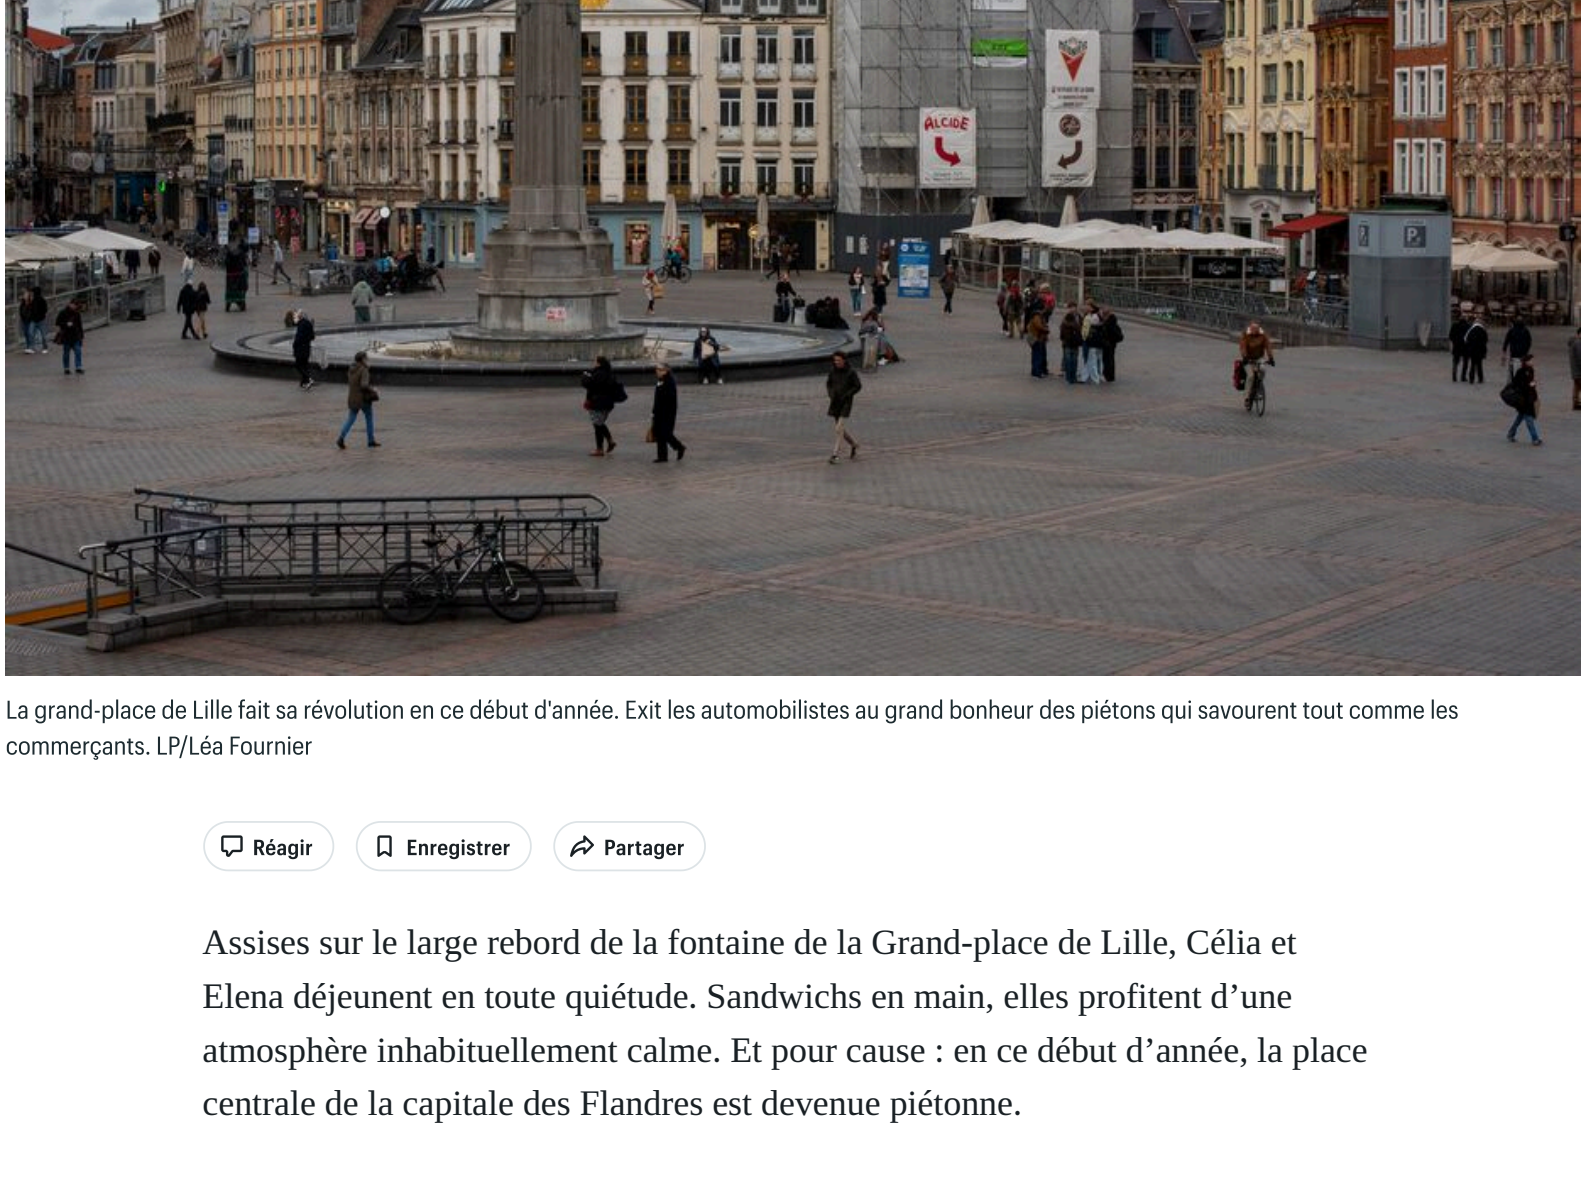 ALCIDE
P
P
La grand-place de Lille fait sa révolution en ce début d'année. Exit les automobilistes au grand bonheur des piétons qui savourent tout comme les
commerçants. LP/Léa Fournier
Réagir
Enregistrer
Partager
Assises sur le large rebord de la fontaine de la Grand-place de Lille, Célia et
Elena déjeunent en toute quiétude. Sandwichs en main, elles profitent d’une
atmosphère inhabituellement calme. Et pour cause : en ce début d’année, la place
centrale de la capitale des Flandres est devenue piétonne.